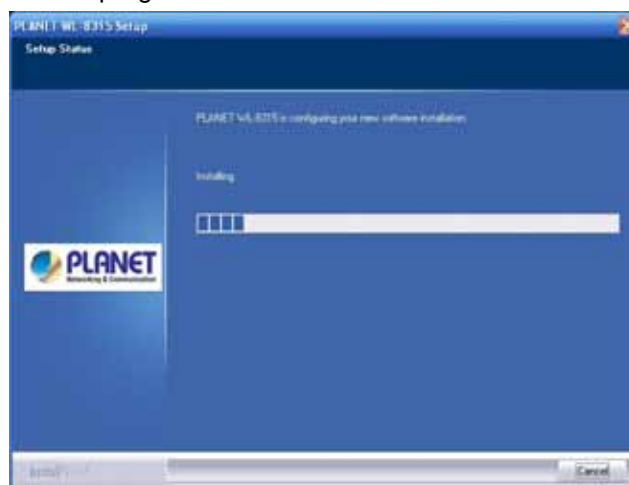 PLANET WL-8315 Setup
Setup Status
PLANET WL-8315 is configuring your new software installation.
Installing
PLANET
Networking & Communication
Cancel